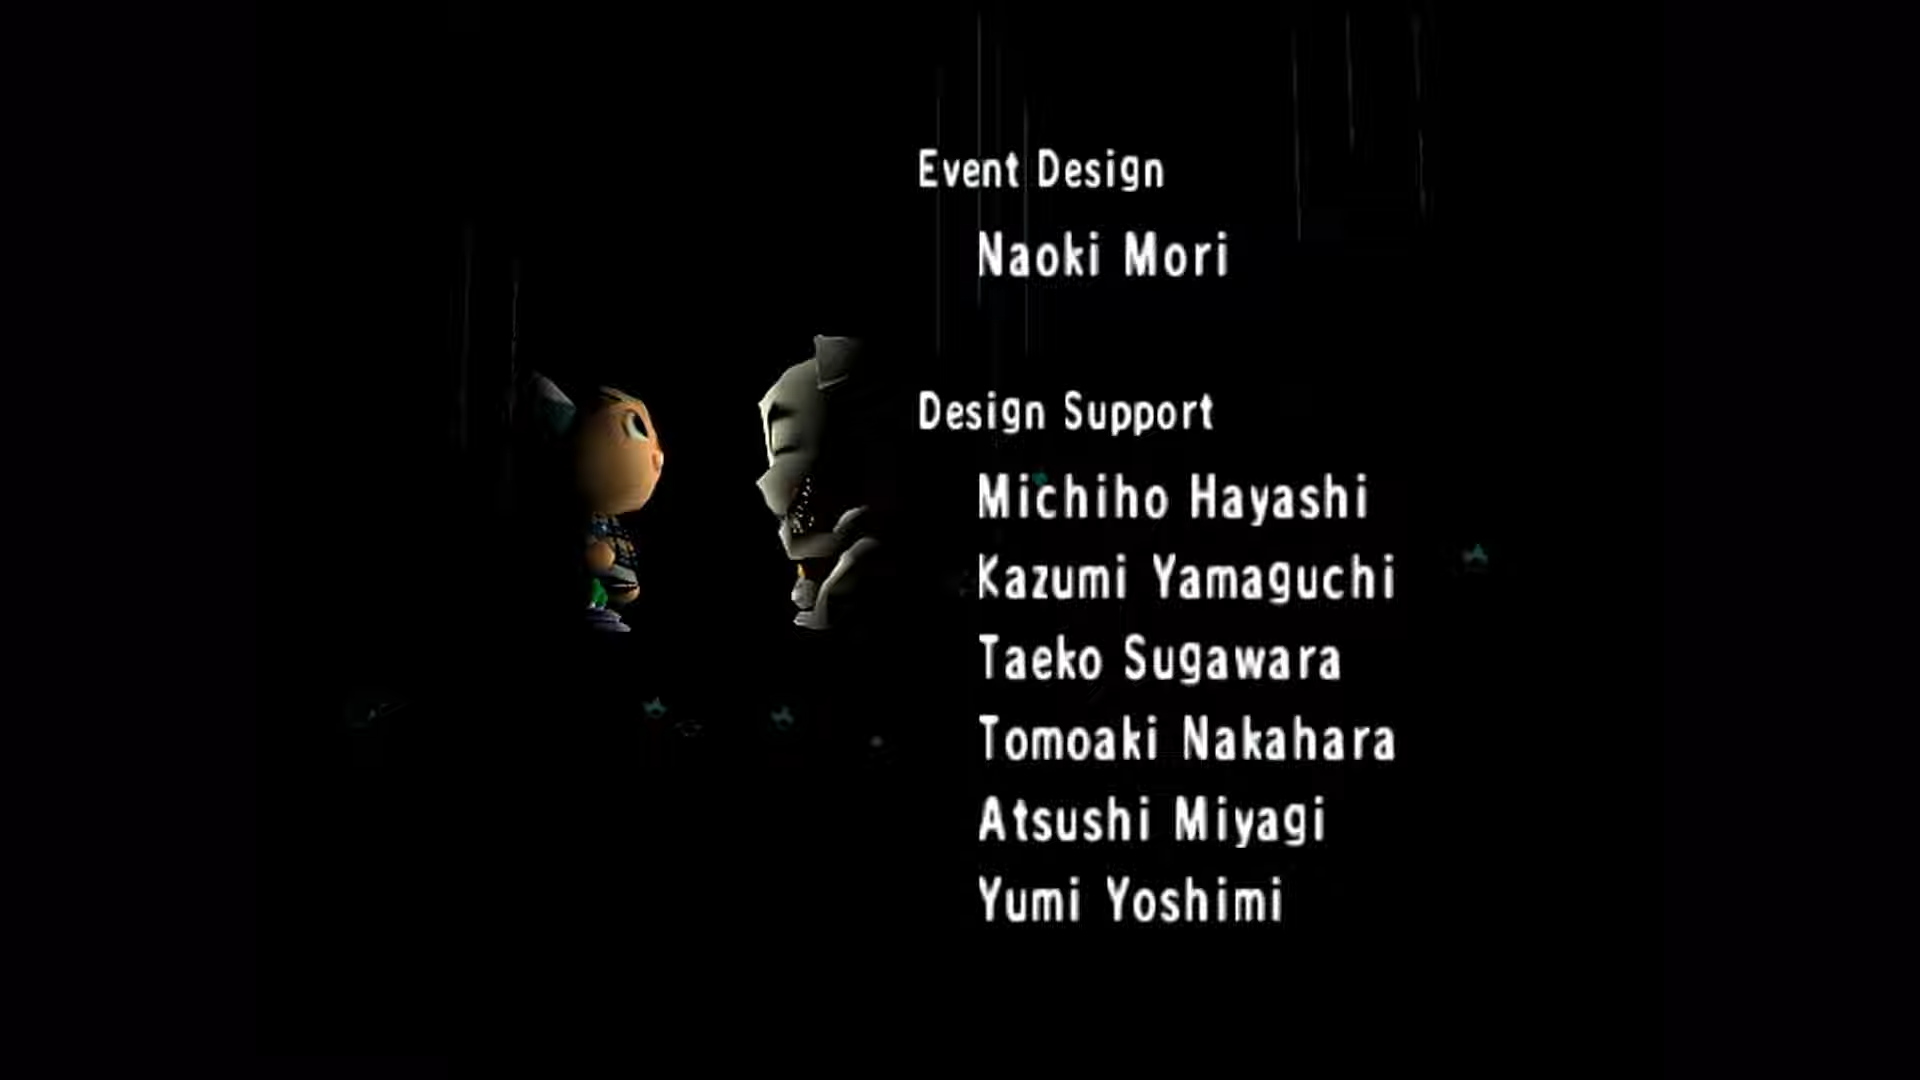 Event Design
Naoki Mori
Design Support
Michiho Hayashi
Kazumi Yamaguchi
Taeko Sugawara
Tomoaki Nakahara
Atsushi Miyagi
Yumi Yoshimi